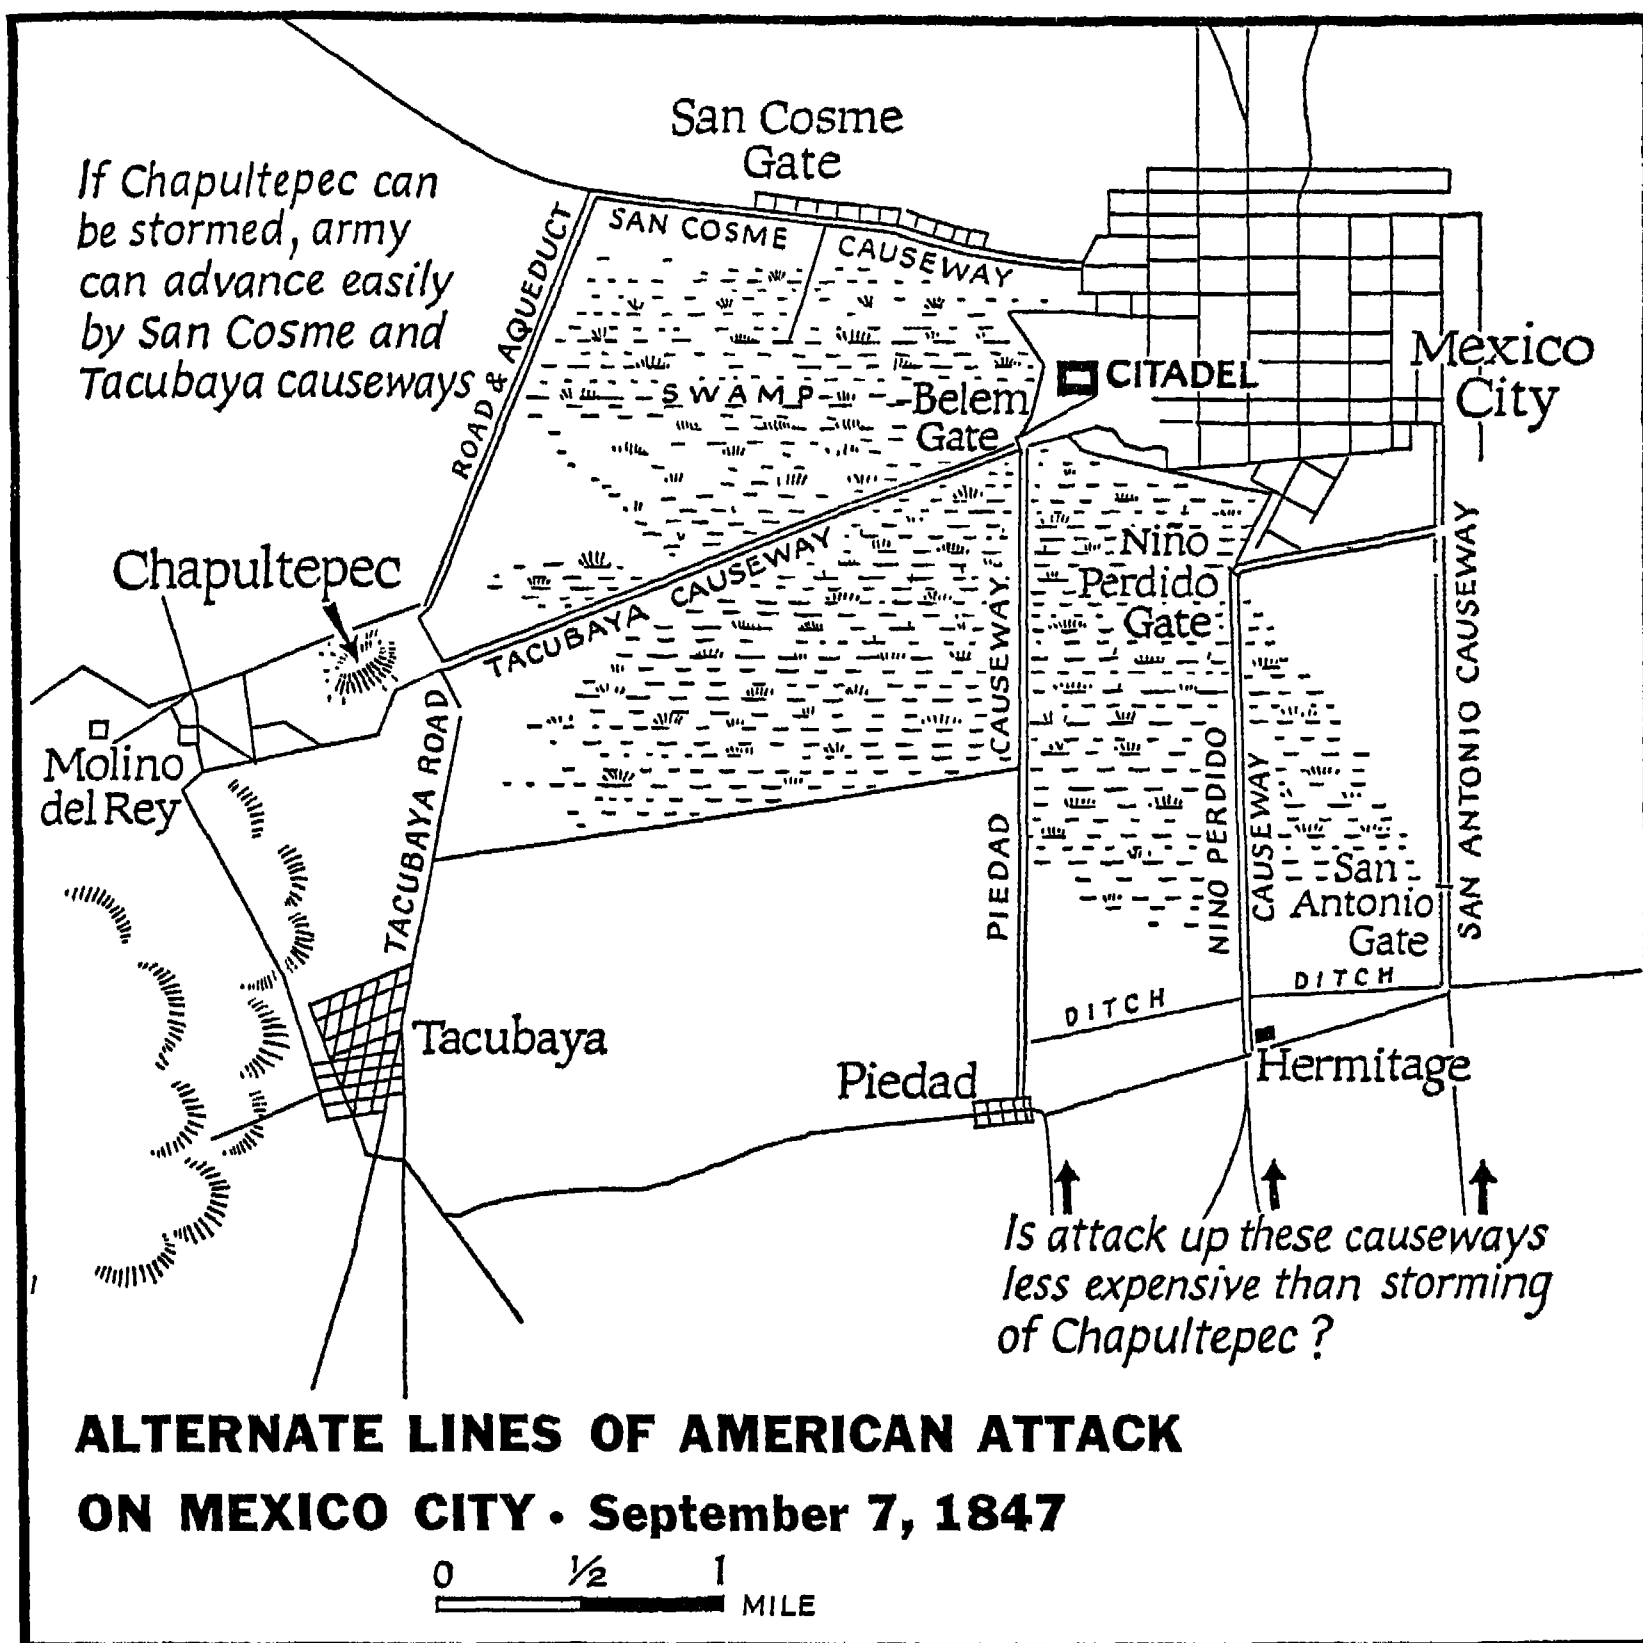 San Cosme
Gate
If Chapultepec can
be stormed, army
can advance easily
by San Cosme and
Tacubaya causeways
ROAD & AQUEDUCT
SAN COSME CAUSEWAY
SWAMP
Belem
Gate
CITADEL
Mexico
City
Chapultepec
TACUBAYA CAUSEWAY
Niño
Perdido
Gate
Molino
del Rey
TACUBAYA ROAD
PIEDAD CAUSEWAY
NINO PERDIDO
CAUSEWAY
SAN ANTONIO CAUSEWAY
San
Antonio
Gate
DITCH
DITCH
Tacubaya
Piedad
Hermitage
Is attack up these causeways
less expensive than storming
of Chapultepec?
ALTERNATE LINES OF AMERICAN ATTACK
ON MEXICO CITY · September 7, 1847
0 ½ 1
MILE